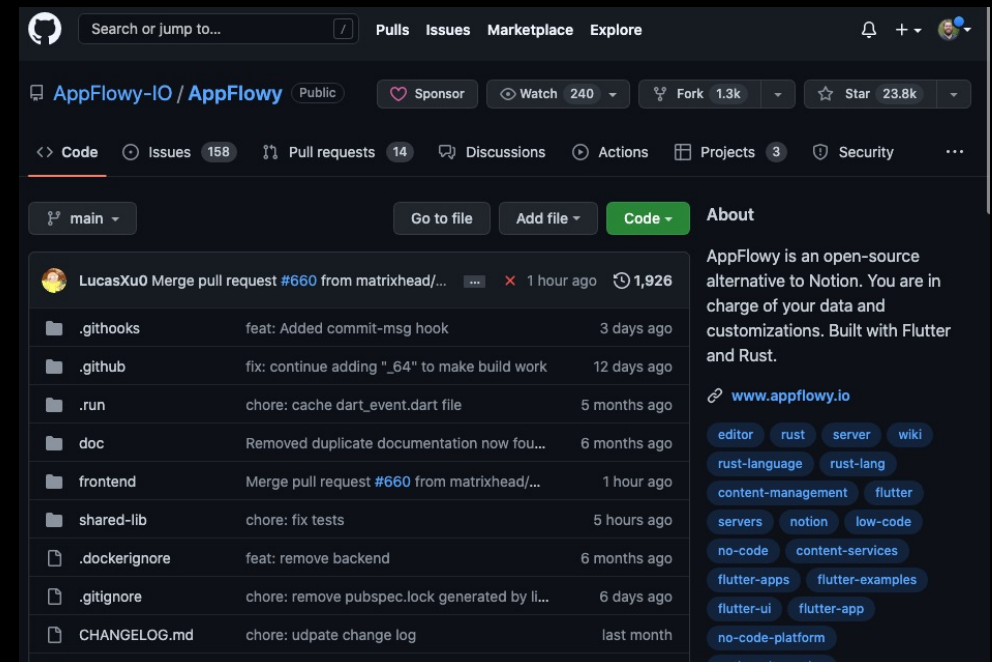 Search or jump to... / Pulls Issues Marketplace Explore
AppFlowy-IO / AppFlowy Public Sponsor Watch 240 Fork 1.3k Star 23.8k
Code Issues 158 Pull requests 14 Discussions Actions Projects 3 Security ...
main Go to file Add file Code
LucasXu0 Merge pull request #660 from matrixhead/... ... 1 hour ago 1,926
.githooks feat: Added commit-msg hook 3 days ago
.github fix: continue adding "_64" to make build work 12 days ago
.run chore: cache dart_event.dart file 5 months ago
doc Removed duplicate documentation now fou... 6 months ago
frontend Merge pull request #660 from matrixhead/... 1 hour ago
shared-lib chore: fix tests 5 hours ago
.dockerignore feat: remove backend 6 months ago
.gitignore chore: remove pubspec.lock generated by li... 6 days ago
CHANGELOG.md chore: udpate change log last month
About
AppFlowy is an open-source
alternative to Notion. You are in
charge of your data and
customizations. Built with Flutter
and Rust.
www.appflowy.io
editor rust server wiki
rust-language rust-lang
content-management flutter
servers notion low-code
no-code content-services
flutter-apps flutter-examples
flutter-ui flutter-app
no-code-platform